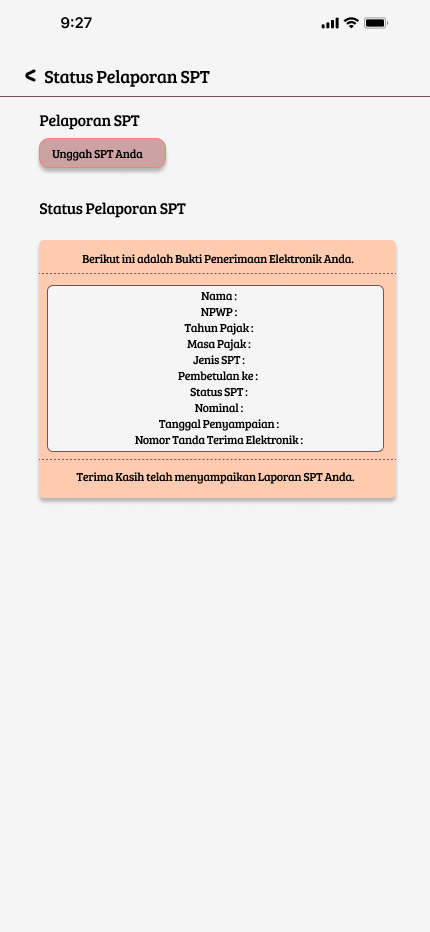 9:27
< Status Pelaporan SPT
Pelaporan SPT
Unggah SPT Anda
Status Pelaporan SPT
Berikut ini adalah Bukti Penerimaan Elektronik Anda.
Nama :
NPWP :
Tahun Pajak :
Masa Pajak :
Jenis SPT :
Pembetulan ke :
Status SPT :
Nominal :
Tanggal Penyampaian :
Nomor Tanda Terima Elektronik :
Terima Kasih telah menyampaikan Laporan SPT Anda.